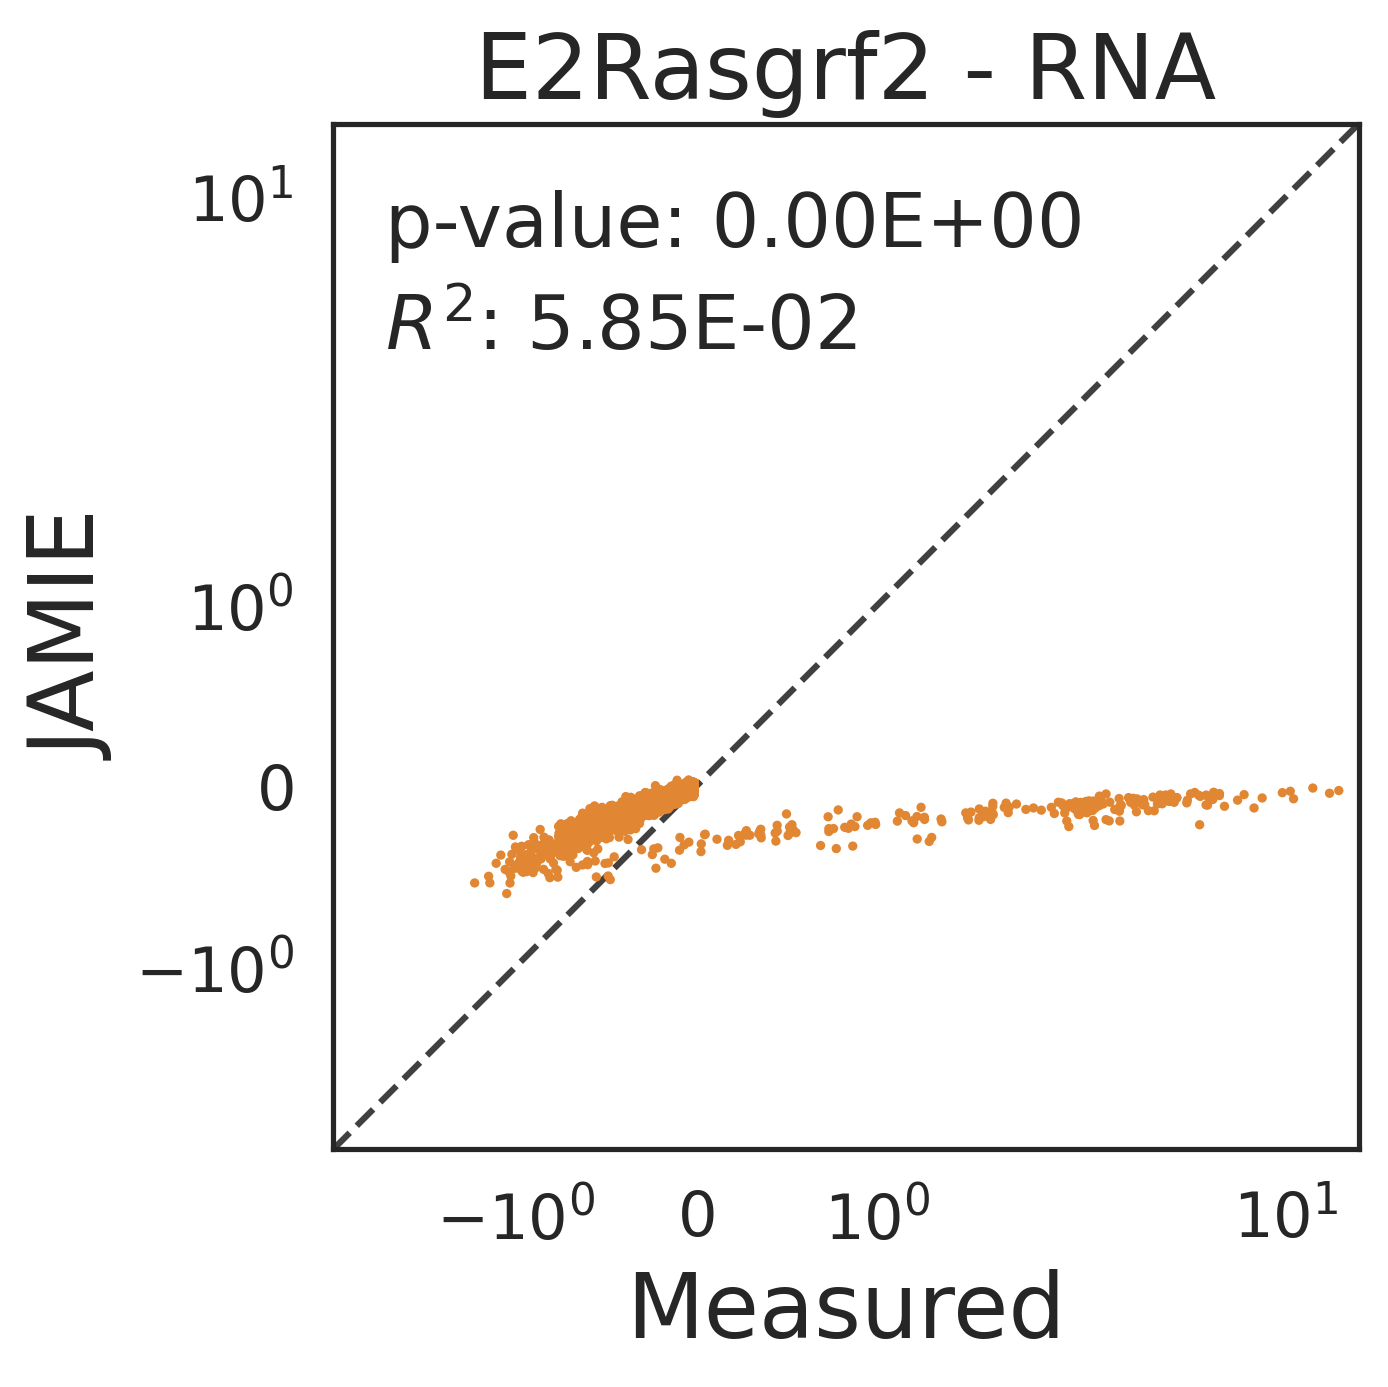 E2Rasgrf2 - RNA
p-value: 0.00E+00
R²: 5.85E-02
JAMIE
10¹
10⁰
0
−10⁰
−10⁰ 0 10⁰ 10¹
Measured